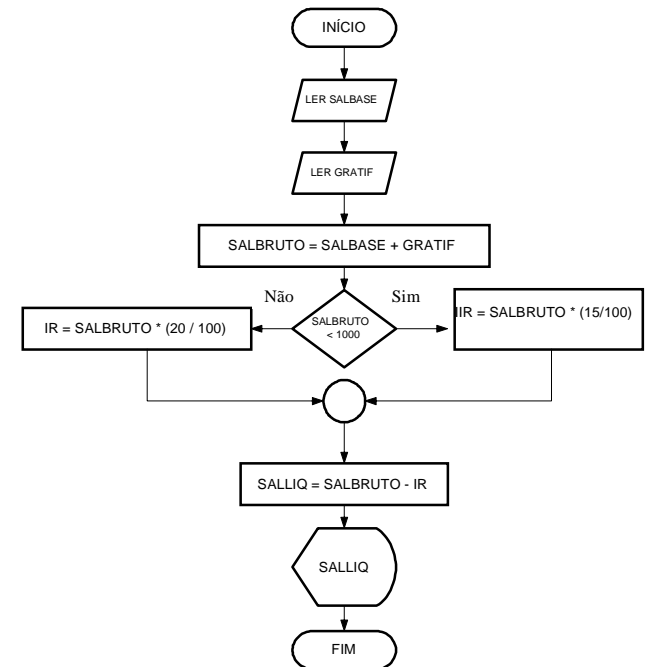 INÍCIO
LER SALBASE
LER GRATIF
SALBRUTO = SALBASE + GRATIF
Não
Sim
SALBRUTO
< 1000
IR = SALBRUTO * (20 / 100)
IIR = SALBRUTO * (15/100)
SALLIQ = SALBRUTO - IR
SALLIQ
FIM